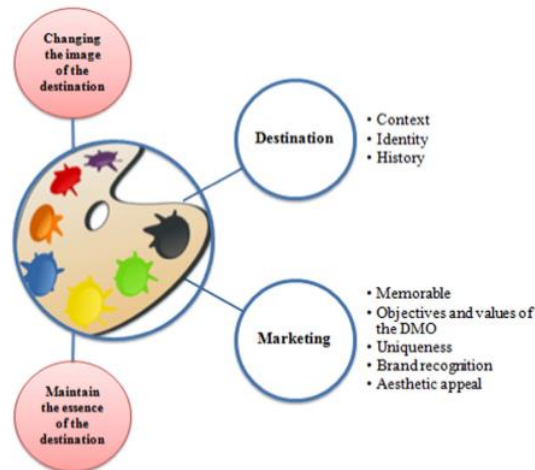 Changing
the image
of the
destination
Destination
• Context
• Identity
• History
Marketing
• Memorable
• Objectives and values of
the DMO
• Uniqueness
• Brand recognition
• Aesthetic appeal
Maintain
the essence
of the
destination